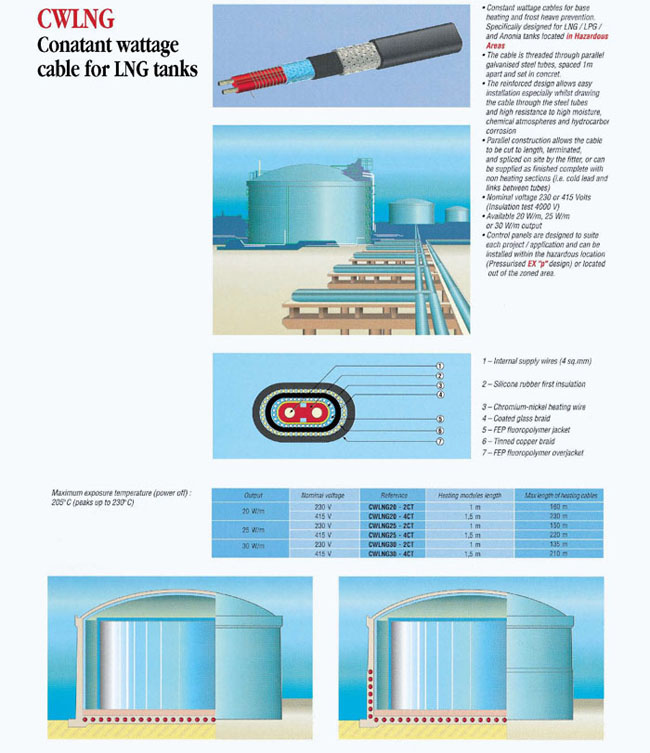 CWLNG
Conatant wattage
cable for LNG tanks
• Constant wattage cables for base
heating and frost heave prevention.
Specifically designed for LNG / LPG /
and Anonia tanks located in Hazardous
Areas
• The cable is threaded through parallel
galvanised steel tubes, spaced 1m
apart and set in concret.
• The reinforced design allows easy
installation especially whilst drawing
the cable through the steel tubes
and high resistance to high moisture,
chemical atmospheres and hydrocarbor
corrosion
• Parallel construction allows the cable
to be cut to length, terminated,
and spliced on site by the fitter, or can
be supplied as finished complete with
non heating sections (i.e. cold lead and
links between tubes)
• Nominal voltage 230 or 415 Volts
(Insulation test 4000 V)
• Available 20 W/m, 25 W/m
or 30 W/m output
• Control panels are designed to suite
each project / application and can be
installed within the hazardous location
(Pressurised EX "p" design) or located
out of the zoned area.
1
2
3
4
5
6
7
1 – Internal supply wires (4 sq.mm)
2 – Silicone rubber first insulation
3 – Chromium-nickel heating wire
4 – Coated glass braid
5 – FEP fluoropolymer jacket
6 – Tinned copper braid
7 – FEP fluoropolymer overjacket
Maximum exposure temperature (power off) :
205°C (peaks up to 230°C)
Output Nominal voltage Reference Heating modules length Max length of heating cables
20 W/m 230 V CWLNG20 - 2CT 1 m 160 m
415 V CWLNG20 - 4CT 1,5 m 230 m
25 W/m 230 V CWLNG25 - 2CT 1 m 150 m
415 V CWLNG25 - 4CT 1,5 m 220 m
30 W/m 230 V CWLNG30 - 2CT 1 m 135 m
415 V CWLNG30 - 4CT 1,5 m 210 m